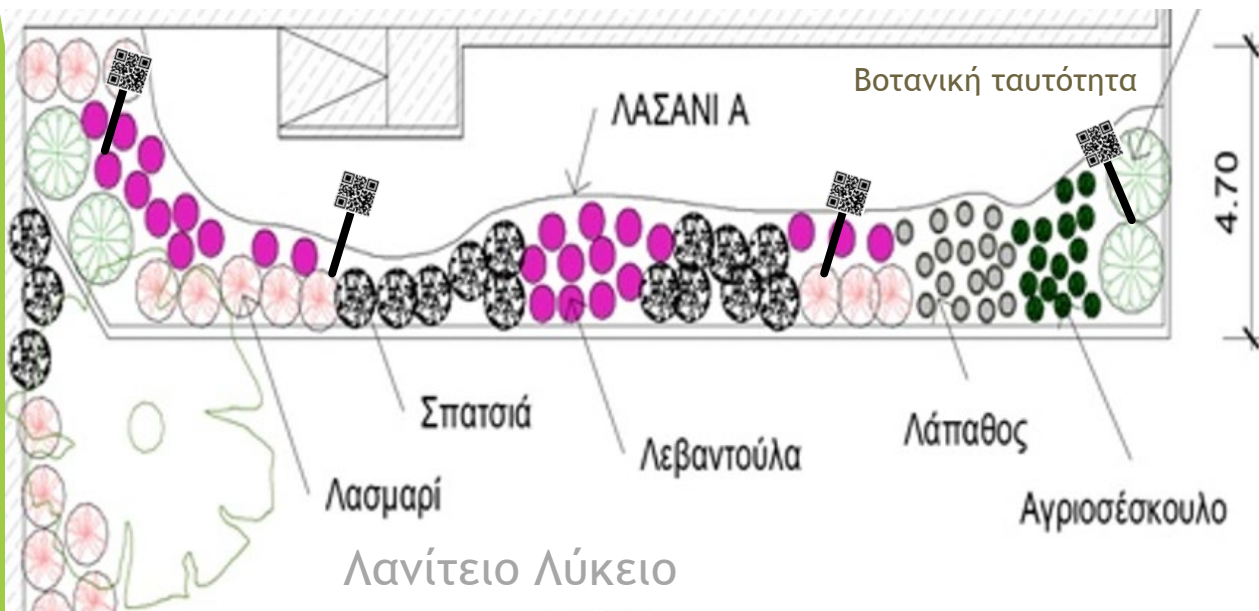 Βοτανική ταυτότητα
ΛΑΣΑΝΙ Α
4.70
Σπατσιά
Λεβαντούλα
Λάπαθος
Λασμαρί
Αγριοσέσκουλο
Λανίτειο Λύκειο